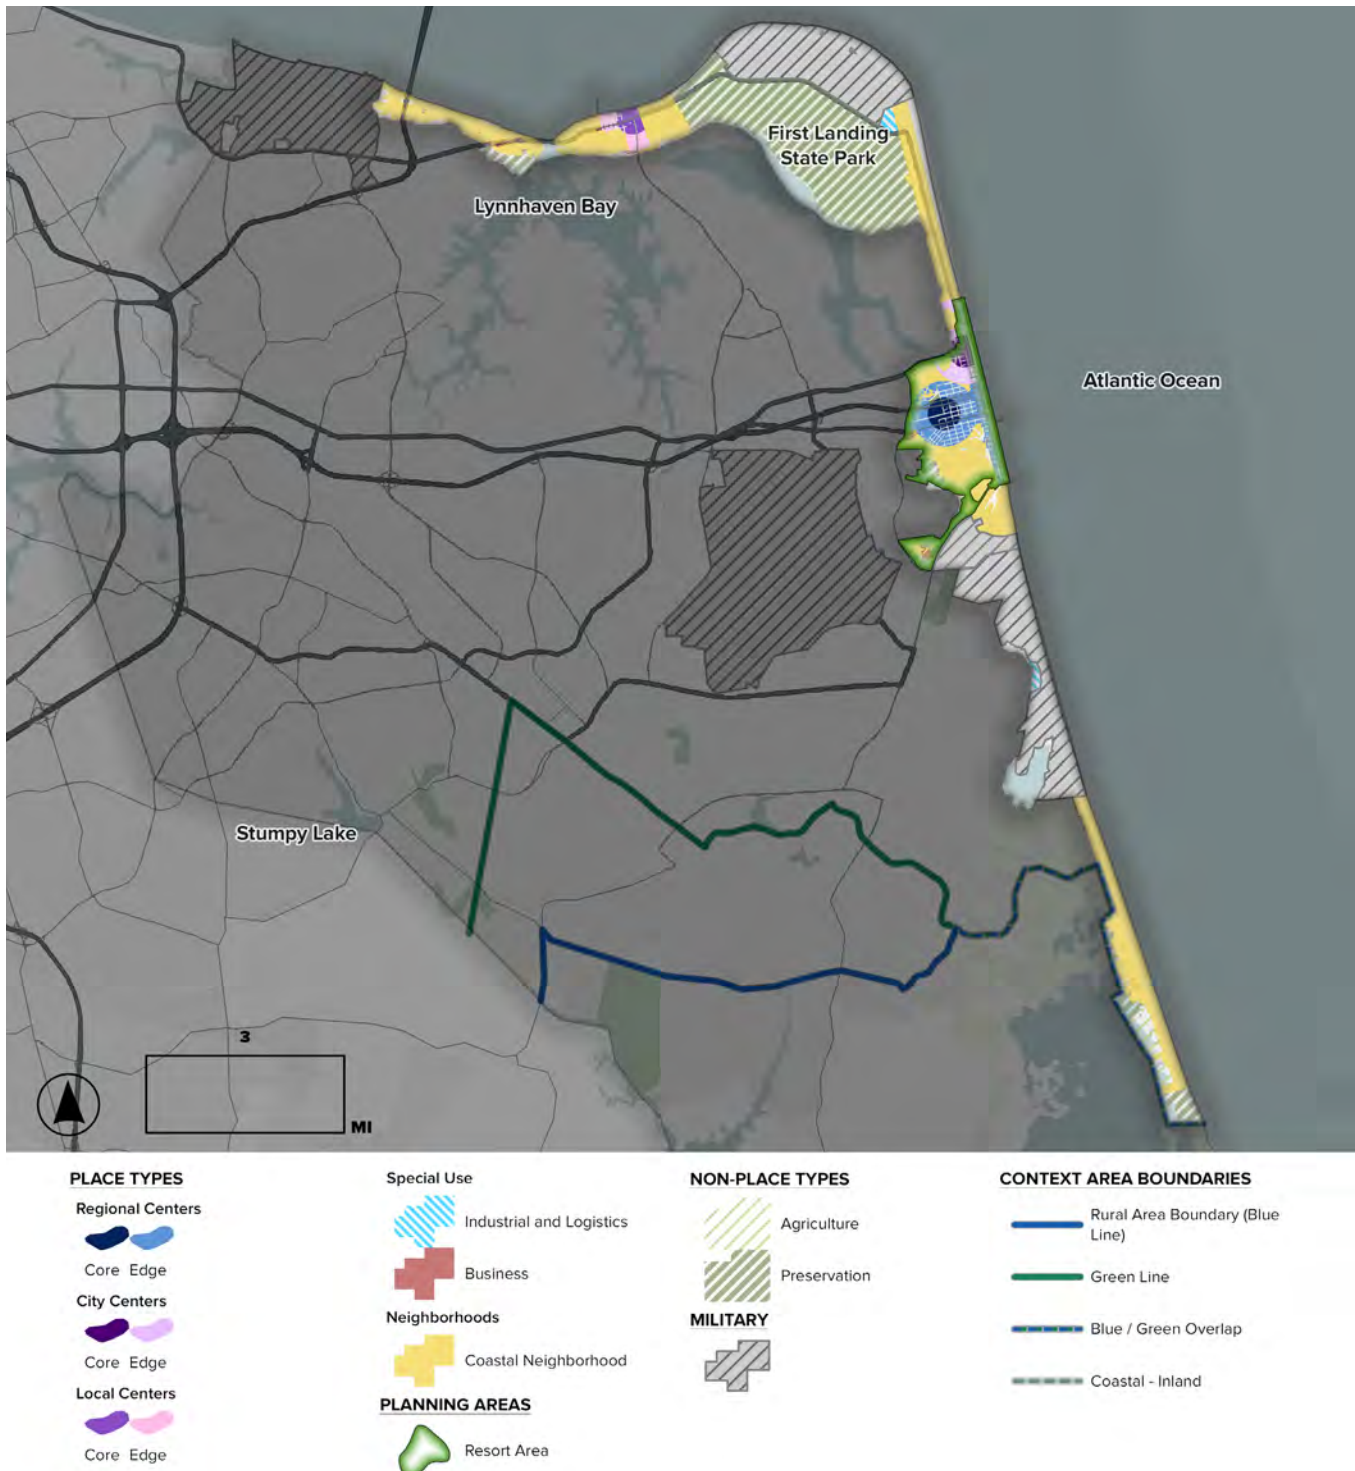 First Landing
State Park
Lynnhaven Bay
Atlantic Ocean
Stumpy Lake
3
MI
PLACE TYPES
Regional Centers
Core Edge
City Centers
Core Edge
Local Centers
Core Edge
Special Use
Industrial and Logistics
Business
Neighborhoods
Coastal Neighborhood
PLANNING AREAS
Resort Area
NON-PLACE TYPES
Agriculture
Preservation
MILITARY
CONTEXT AREA BOUNDARIES
Rural Area Boundary (Blue
Line)
Green Line
Blue / Green Overlap
Coastal - Inland